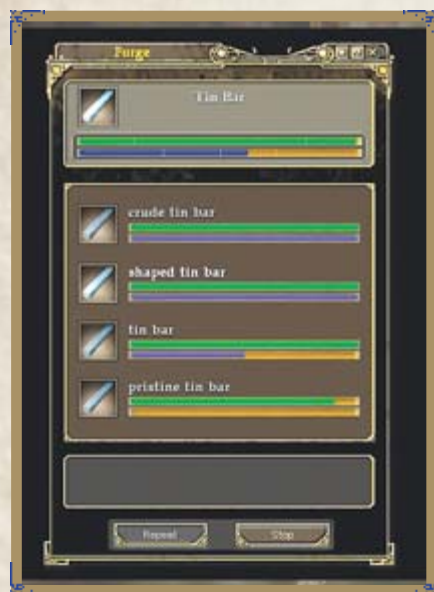 Forge
Tin Bar
crude tin bar
shaped tin bar
tin bar
pristine tin bar
Repeat
Stop